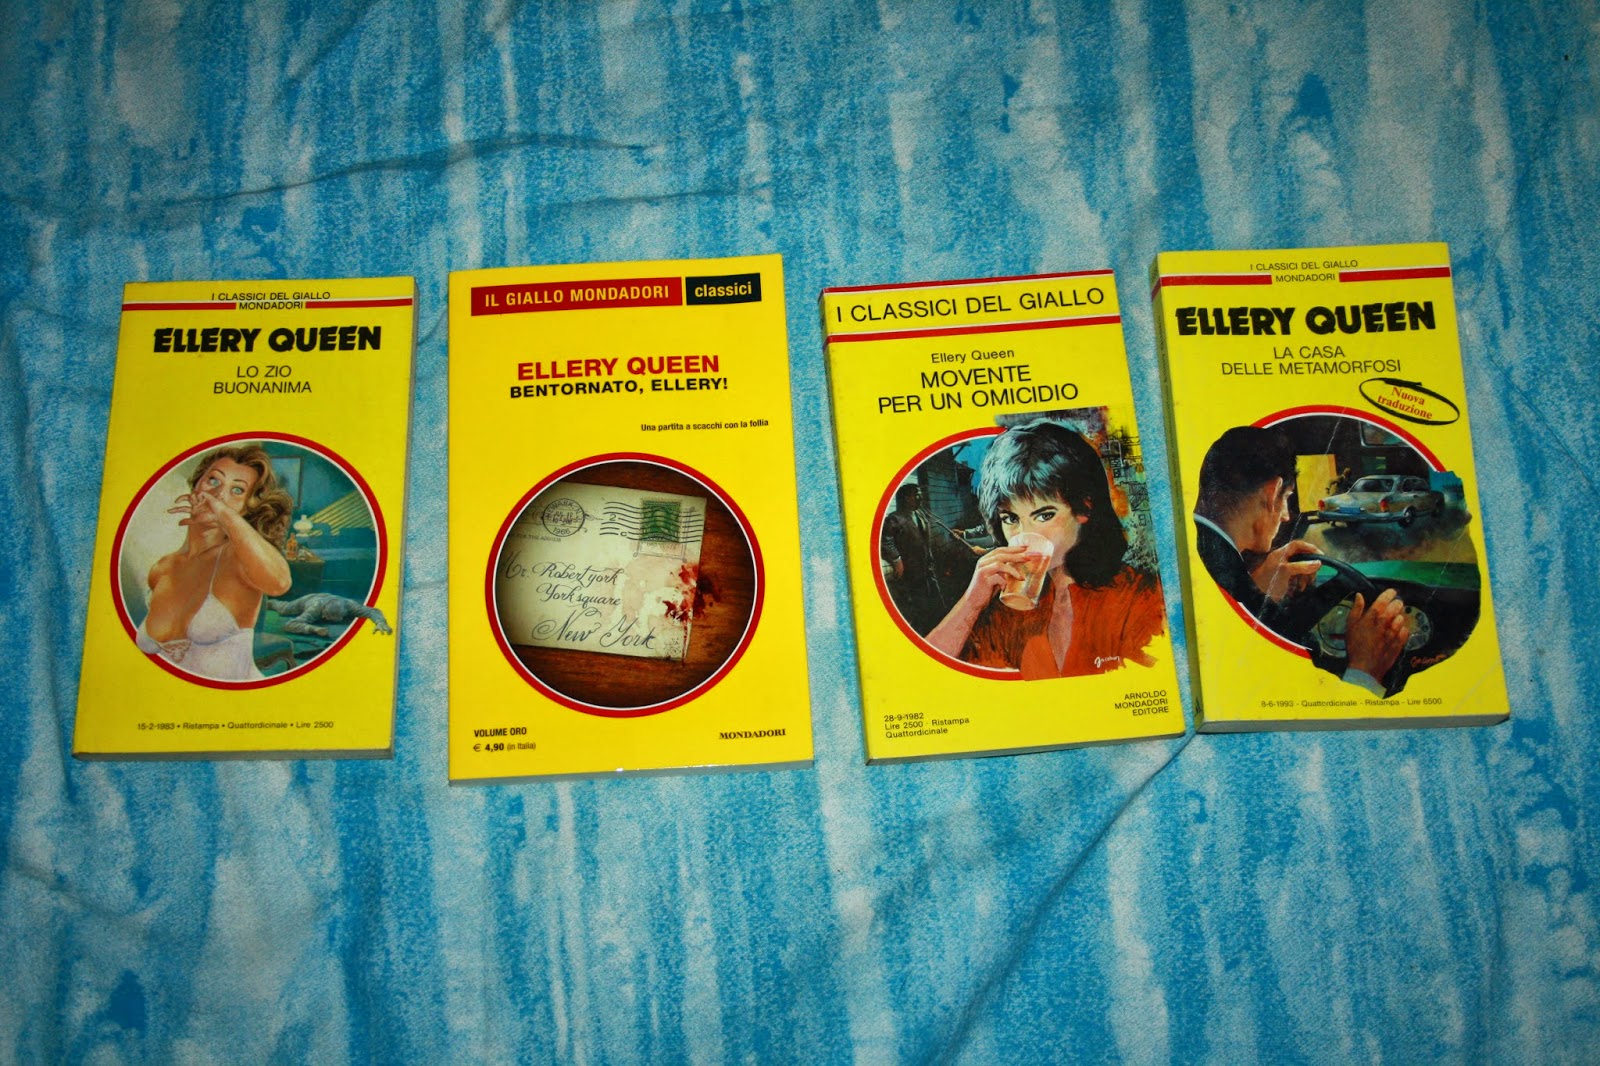 I CLASSICI DEL GIALLO
MONDADORI
ELLERY QUEEN
LO ZIO
BUONANIMA
15-2-1983 • Ristampa • Quattordicinale • Lire 2500
IL GIALLO MONDADORI classici
ELLERY QUEEN
BENTORNATO, ELLERY!
Una partita a scacchi con la follia
1966
Mr. Robert york
York square
New York
VOLUME ORO
€ 4,90 (in Italia)
MONDADORI
I CLASSICI DEL GIALLO
Ellery Queen
MOVENTE
PER UN OMICIDIO
28-9-1982
Lire 2500 - Ristampa
Quattordicinale
ARNOLDO
MONDADORI
EDITORE
I CLASSICI DEL GIALLO
MONDADORI
ELLERY QUEEN
LA CASA
DELLE METAMORFOSI
Nuova
traduzione
8-6-1993 - Quattordicinale - Ristampa - Lire 6500